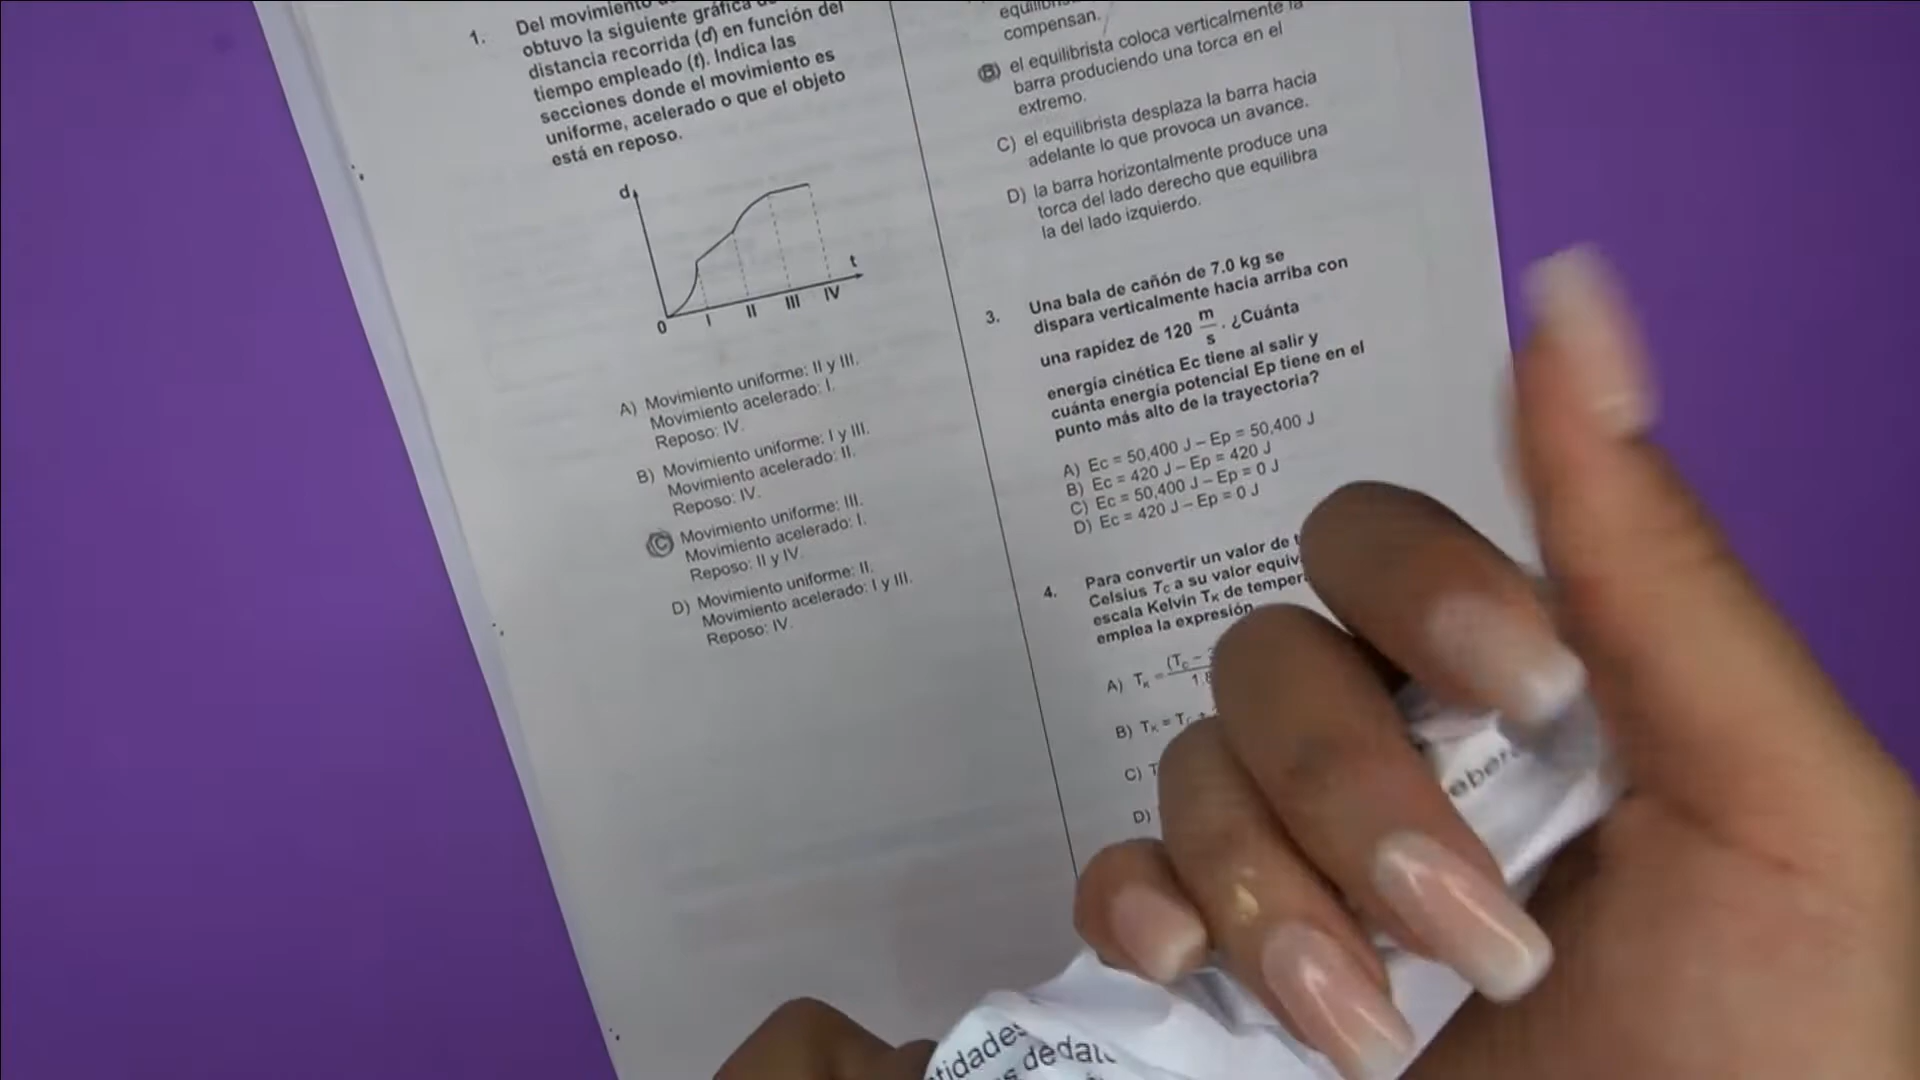 1. Del movimiento
obtuvo la siguiente gráfica
distancia recorrida (d) en función del
tiempo empleado (t). Indica las
secciones donde el movimiento es
uniforme, acelerado o que el objeto
está en reposo.
d
t
0 I II III IV
A) Movimiento uniforme: II y III.
Movimiento acelerado: I.
Reposo: IV.
B) Movimiento uniforme: I y III.
Movimiento acelerado: II.
Reposo: IV.
C) Movimiento uniforme: III.
Movimiento acelerado: I.
Reposo: II y IV.
D) Movimiento uniforme: II.
Movimiento acelerado: I y III.
Reposo: IV.
compensan.
B) el equilibrista coloca verticalmente la
barra produciendo una torca en el
extremo.
C) el equilibrista desplaza la barra hacia
adelante lo que provoca un avance.
D) la barra horizontalmente produce una
torca del lado derecho que equilibra
la del lado izquierdo.
3. Una bala de cañón de 7.0 kg se
dispara verticalmente hacia arriba con
una rapidez de 120 m/s. ¿Cuánta
energía cinética Ec tiene al salir y
cuánta energía potencial Ep tiene en el
punto más alto de la trayectoria?
A) Ec = 50,400 J – Ep = 50,400 J
B) Ec = 420 J – Ep = 420 J
C) Ec = 50,400 J – Ep = 0 J
D) Ec = 420 J – Ep = 0 J
4. Para convertir un valor de
Celsius Tc a su valor
escala Kelvin TK de
emplea la expresión
A) TK = (Tc –
1.8
B) TK = Tc +
C) T
D)
de